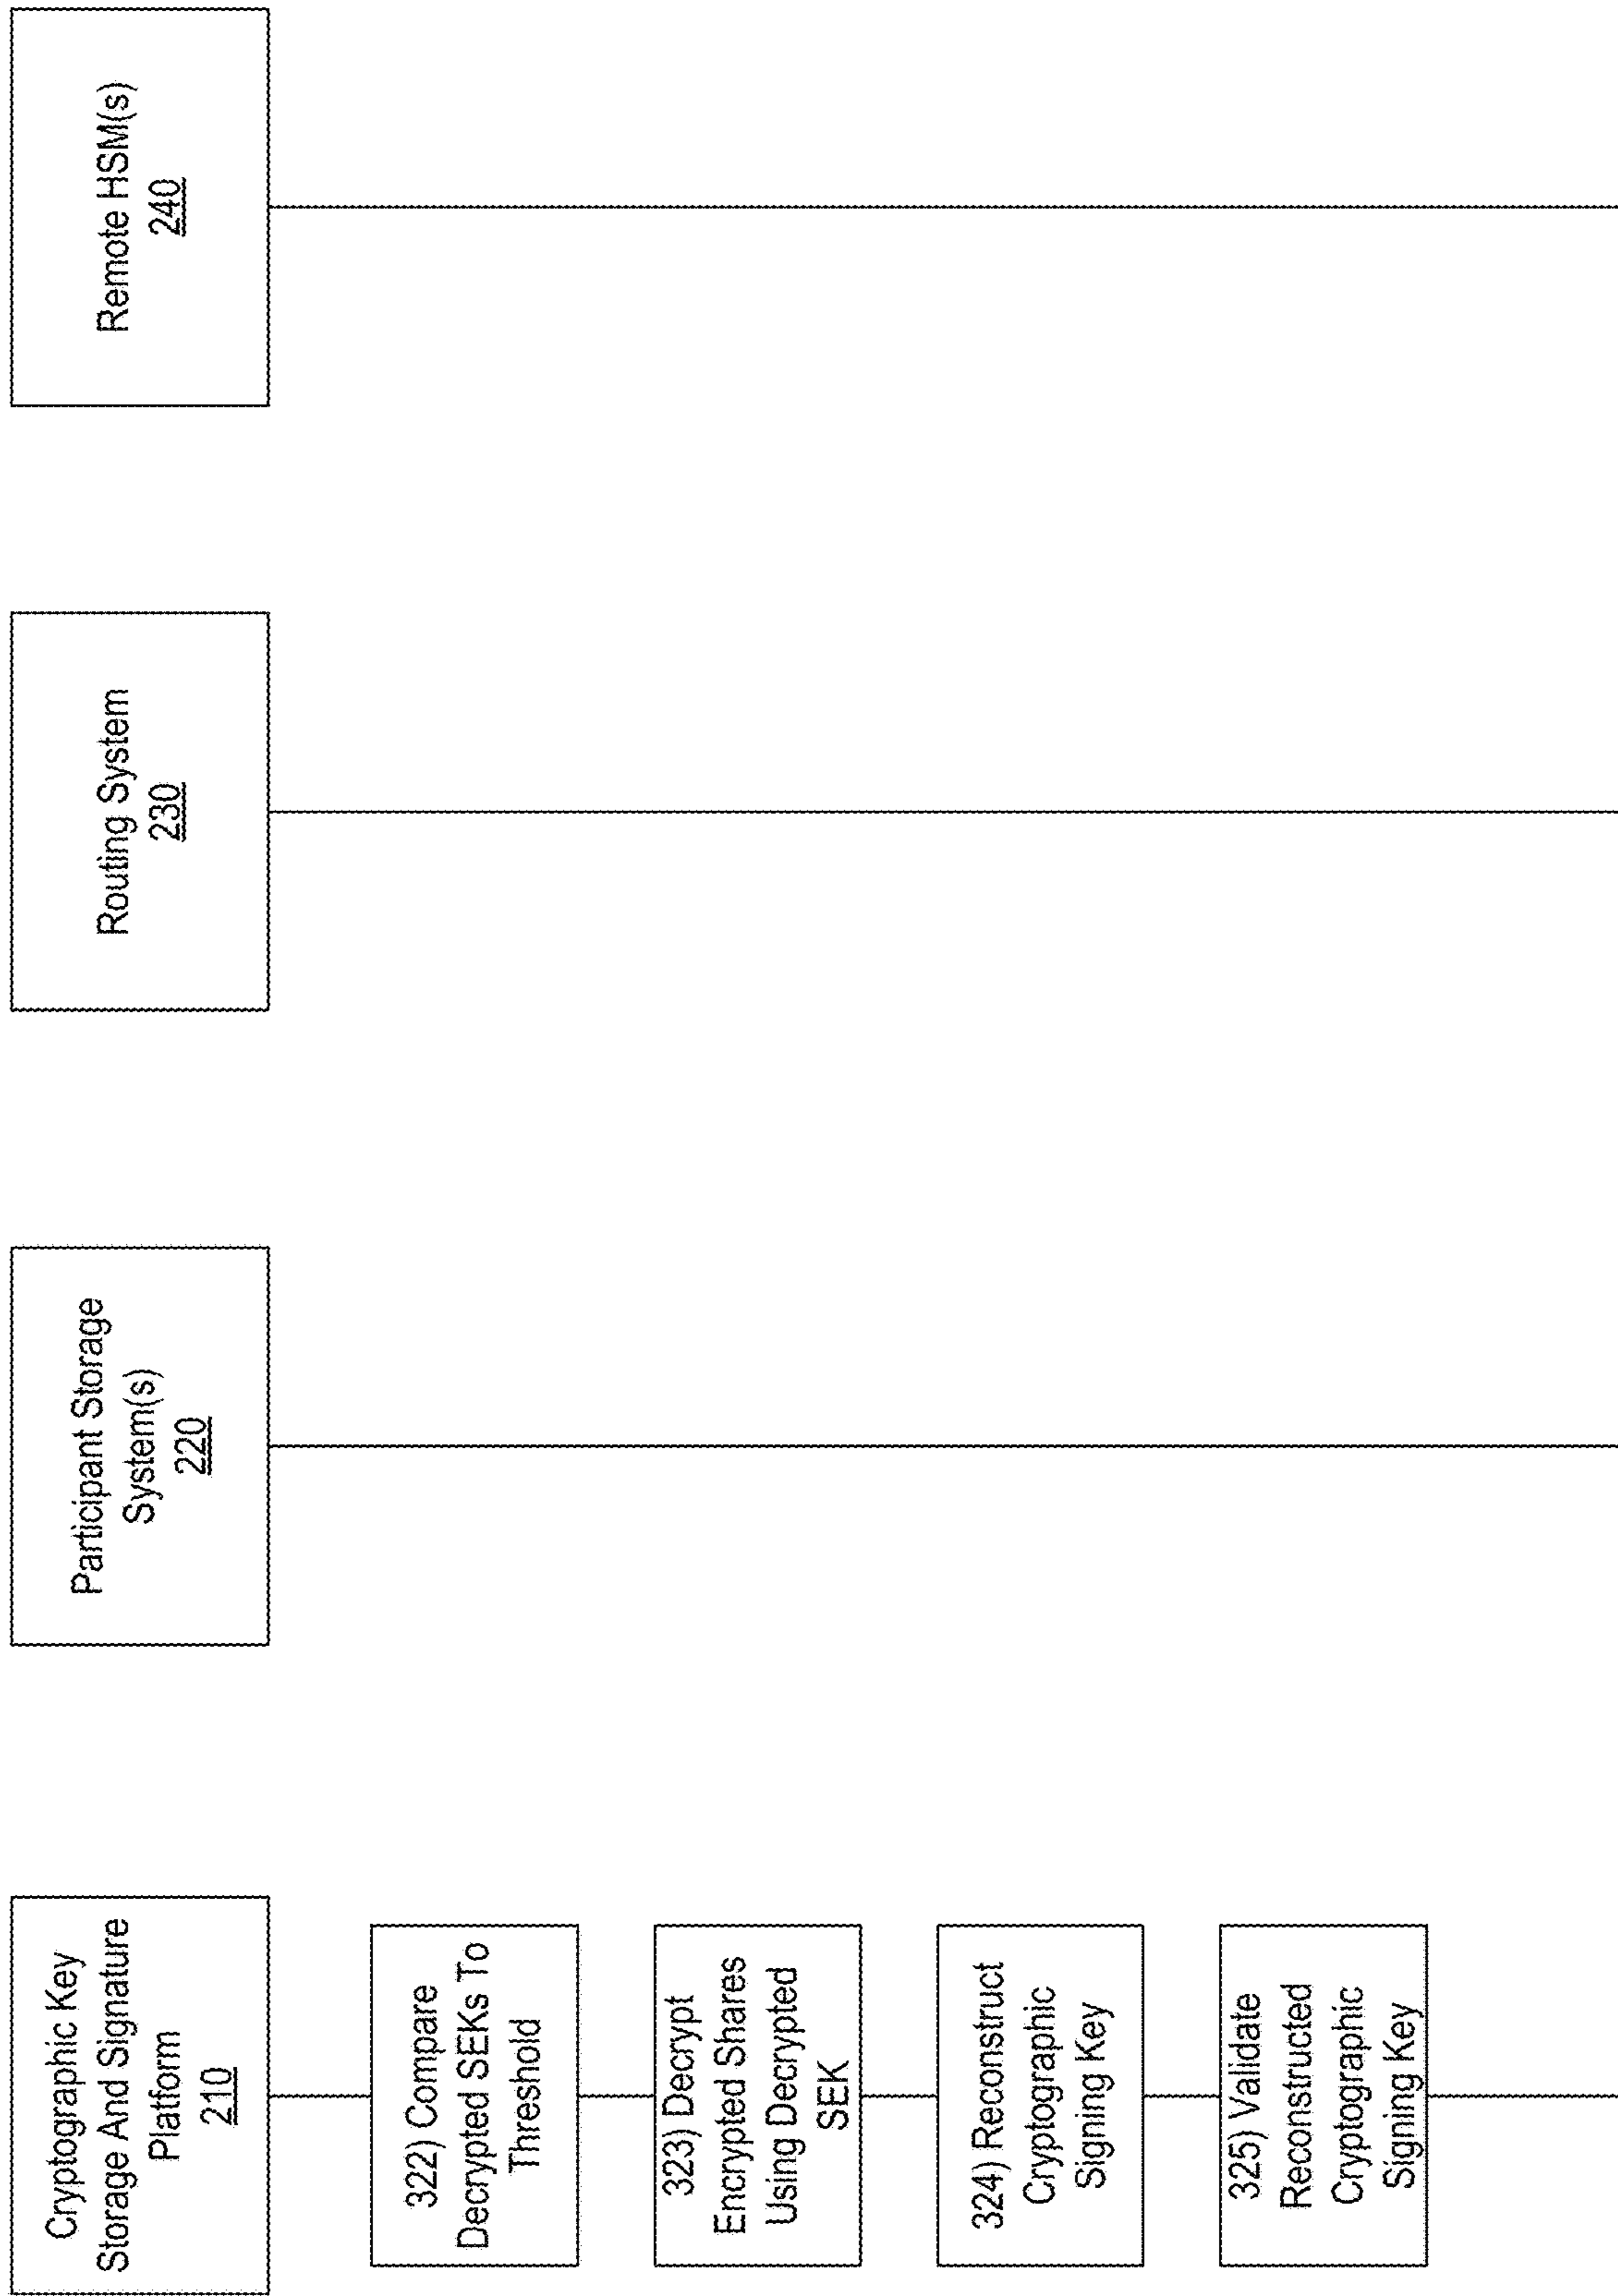 Cryptographic Key
Storage And Signature
Platform
210
Participant Storage
System(s)
220
Routing System
230
Remote HSM(s)
240
322) Compare
Decrypted SEKs To
Threshold
323) Decrypt
Encrypted Shares
Using Decrypted
SEK
324) Reconstruct
Cryptographic
Signing Key
325) Validate
Reconstructed
Cryptographic
Signing Key